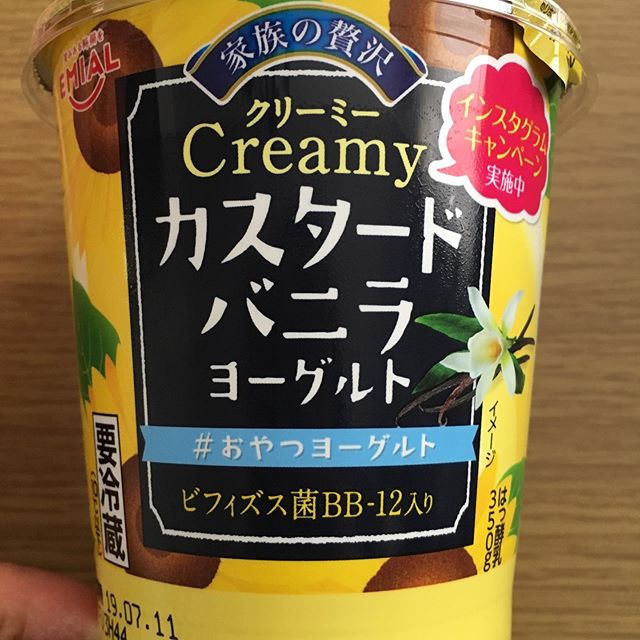 家族の贅沢
EMIAL
クリーミー
Creamy
インスタグラム
キャンペーン
実施中
カスタード
バニラ
ヨーグルト
#おやつヨーグルト
ビフィズス菌BB-12入り
イメージ
要冷蔵
はっ酵乳
350g
19.07.11